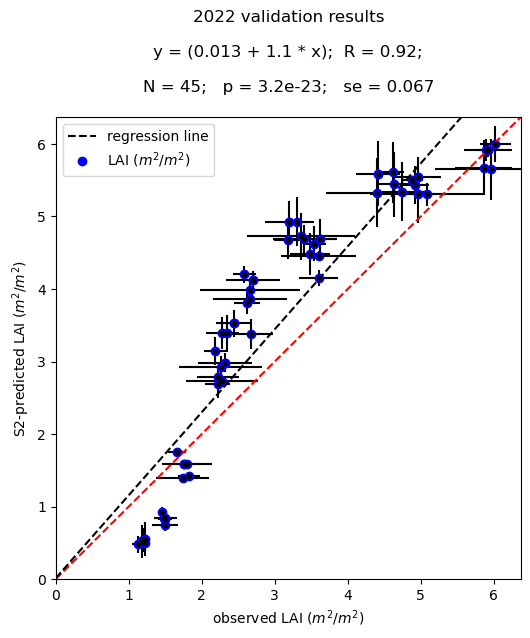 2022 validation results
y = (0.013 + 1.1 * x);  R = 0.92;
N = 45;   p = 3.2e-23;   se = 0.067
regression line
LAI (m²/m²)
S2-predicted LAI (m²/m²)
6
5
4
3
2
1
0
0 1 2 3 4 5 6
observed LAI (m²/m²)